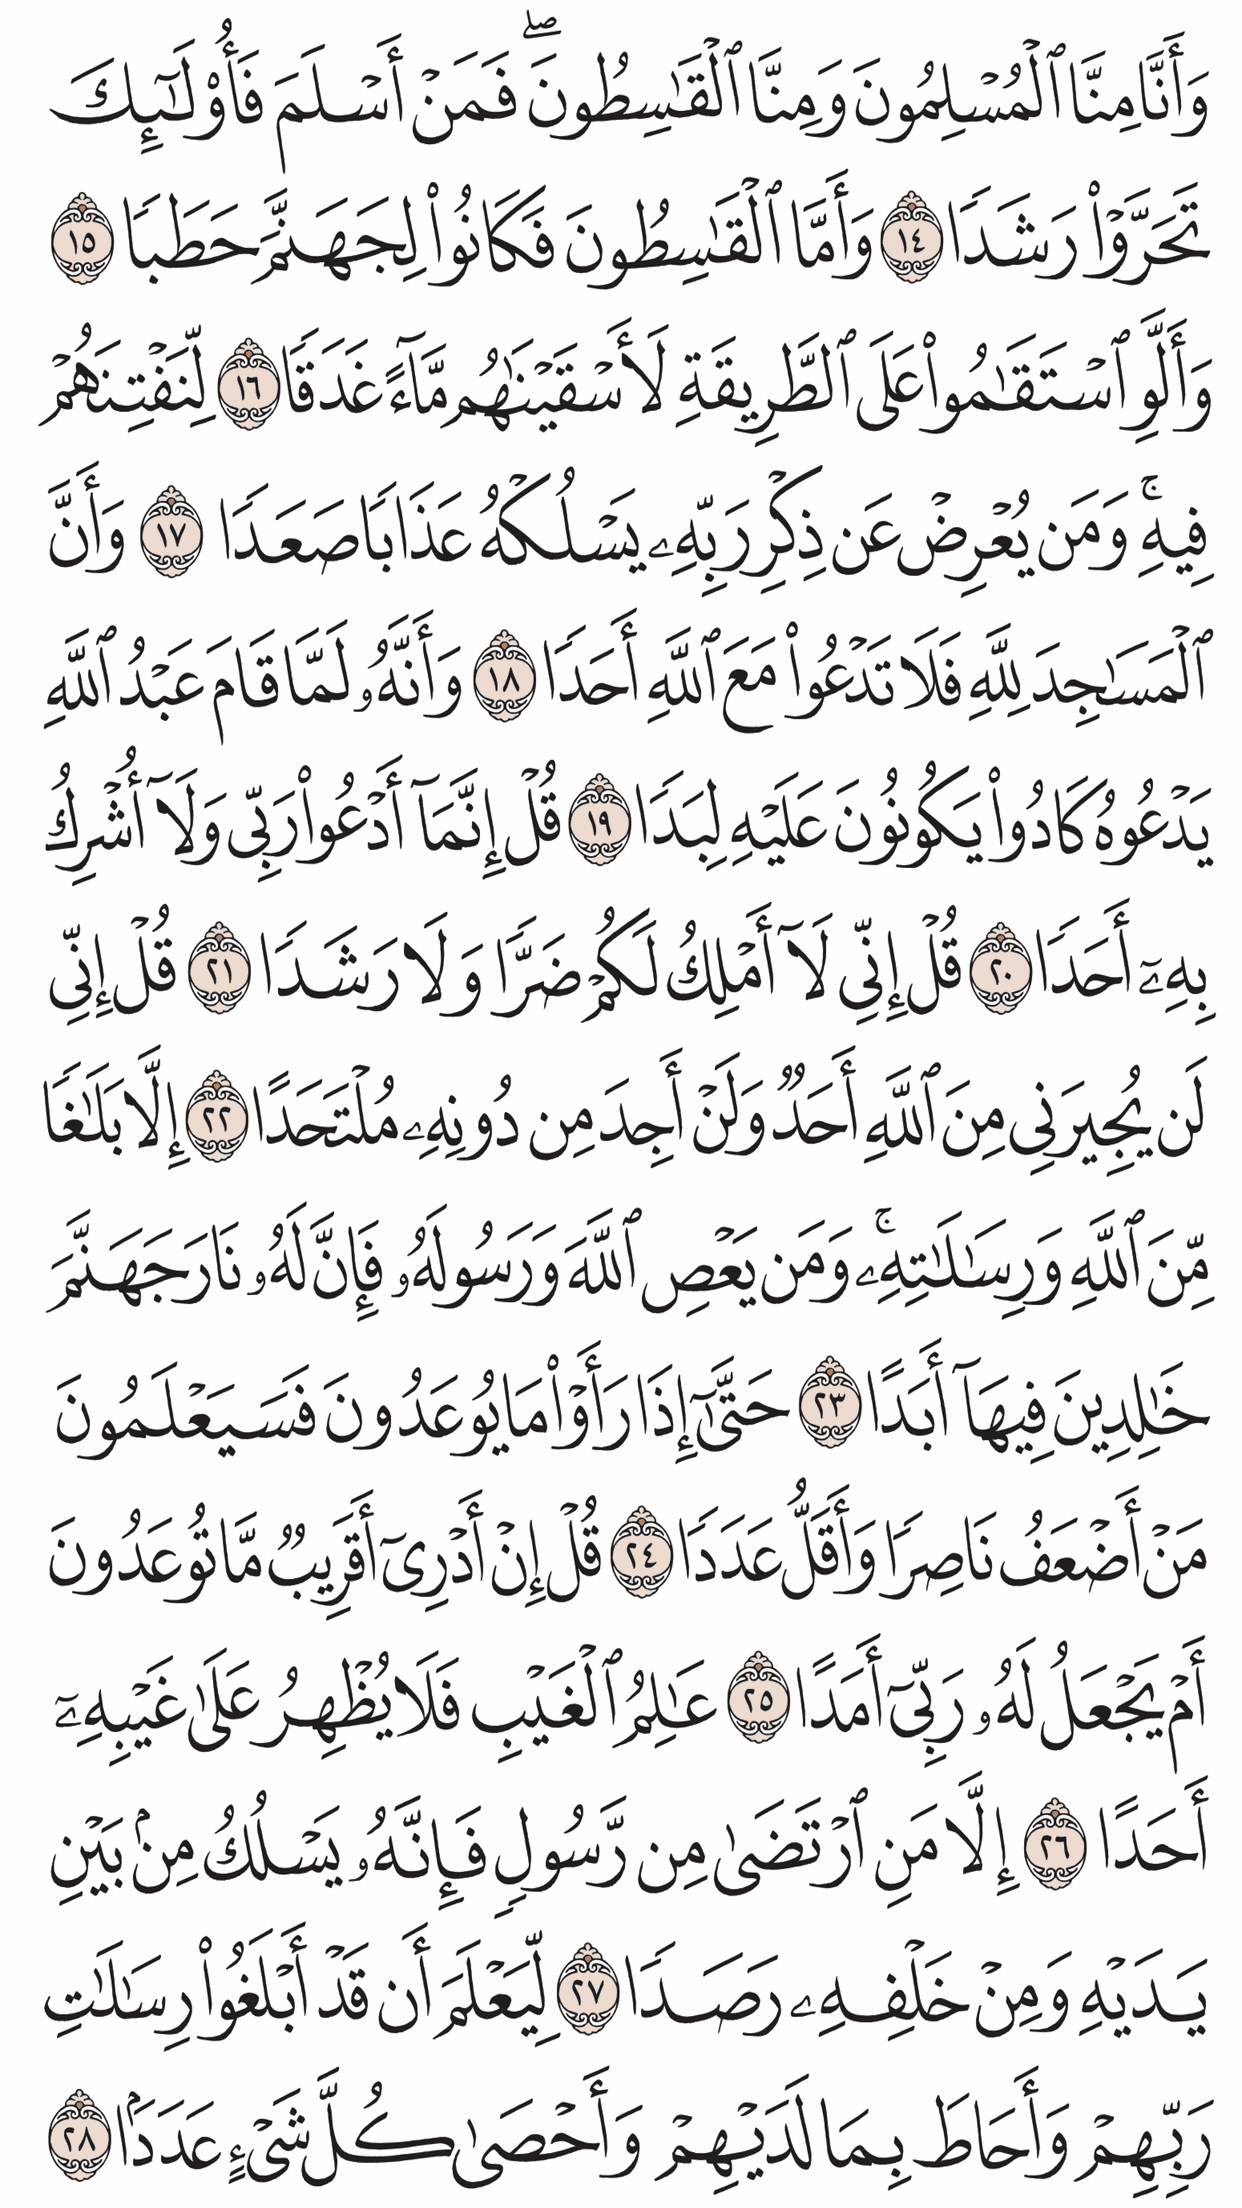 وَأَنَّا مِنَّا ٱلْمُسْلِمُونَ وَمِنَّا ٱلْقَٰسِطُونَ ۖ فَمَنْ أَسْلَمَ فَأُو۟لَٰٓئِكَ
تَحَرَّوْا۟ رَشَدًا ١٤ وَأَمَّا ٱلْقَٰسِطُونَ فَكَانُوا۟ لِجَهَنَّمَ حَطَبًا ١٥
وَأَلَّوِ ٱسْتَقَٰمُوا۟ عَلَى ٱلطَّرِيقَةِ لَأَسْقَيْنَٰهُم مَّآءً غَدَقًا ١٦ لِّنَفْتِنَهُمْ
فِيهِ ۚ وَمَن يُعْرِضْ عَن ذِكْرِ رَبِّهِۦ يَسْلُكْهُ عَذَابًا صَعَدًا ١٧ وَأَنَّ
ٱلْمَسَٰجِدَ لِلَّهِ فَلَا تَدْعُوا۟ مَعَ ٱللَّهِ أَحَدًا ١٨ وَأَنَّهُۥ لَمَّا قَامَ عَبْدُ ٱللَّهِ
يَدْعُوهُ كَادُوا۟ يَكُونُونَ عَلَيْهِ لِبَدًا ١٩ قُلْ إِنَّمَآ أَدْعُوا۟ رَبِّى وَلَآ أُشْرِكُ
بِهِۦٓ أَحَدًا ٢٠ قُلْ إِنِّى لَآ أَمْلِكُ لَكُمْ ضَرًّا وَلَا رَشَدًا ٢١ قُلْ إِنِّى
لَن يُجِيرَنِى مِنَ ٱللَّهِ أَحَدٌ وَلَنْ أَجِدَ مِن دُونِهِۦ مُلْتَحَدًا ٢٢ إِلَّا بَلَٰغًا
مِّنَ ٱللَّهِ وَرِسَٰلَٰتِهِۦ ۚ وَمَن يَعْصِ ٱللَّهَ وَرَسُولَهُۥ فَإِنَّ لَهُۥ نَارَ جَهَنَّمَ
خَٰلِدِينَ فِيهَآ أَبَدًا ٢٣ حَتَّىٰٓ إِذَا رَأَوْا۟ مَا يُوعَدُونَ فَسَيَعْلَمُونَ
مَنْ أَضْعَفُ نَاصِرًا وَأَقَلُّ عَدَدًا ٢٤ قُلْ إِنْ أَدْرِىٓ أَقَرِيبٌ مَّا تُوعَدُونَ
أَمْ يَجْعَلُ لَهُۥ رَبِّىٓ أَمَدًا ٢٥ عَٰلِمُ ٱلْغَيْبِ فَلَا يُظْهِرُ عَلَىٰ غَيْبِهِۦٓ
أَحَدًا ٢٦ إِلَّا مَنِ ٱرْتَضَىٰ مِن رَّسُولٍ فَإِنَّهُۥ يَسْلُكُ مِنۢ بَيْنِ
يَدَيْهِ وَمِنْ خَلْفِهِۦ رَصَدًا ٢٧ لِّيَعْلَمَ أَن قَدْ أَبْلَغُوا۟ رِسَٰلَٰتِ
رَبِّهِمْ وَأَحَاطَ بِمَا لَدَيْهِمْ وَأَحْصَىٰ كُلَّ شَىْءٍ عَدَدًۢا ٢٨